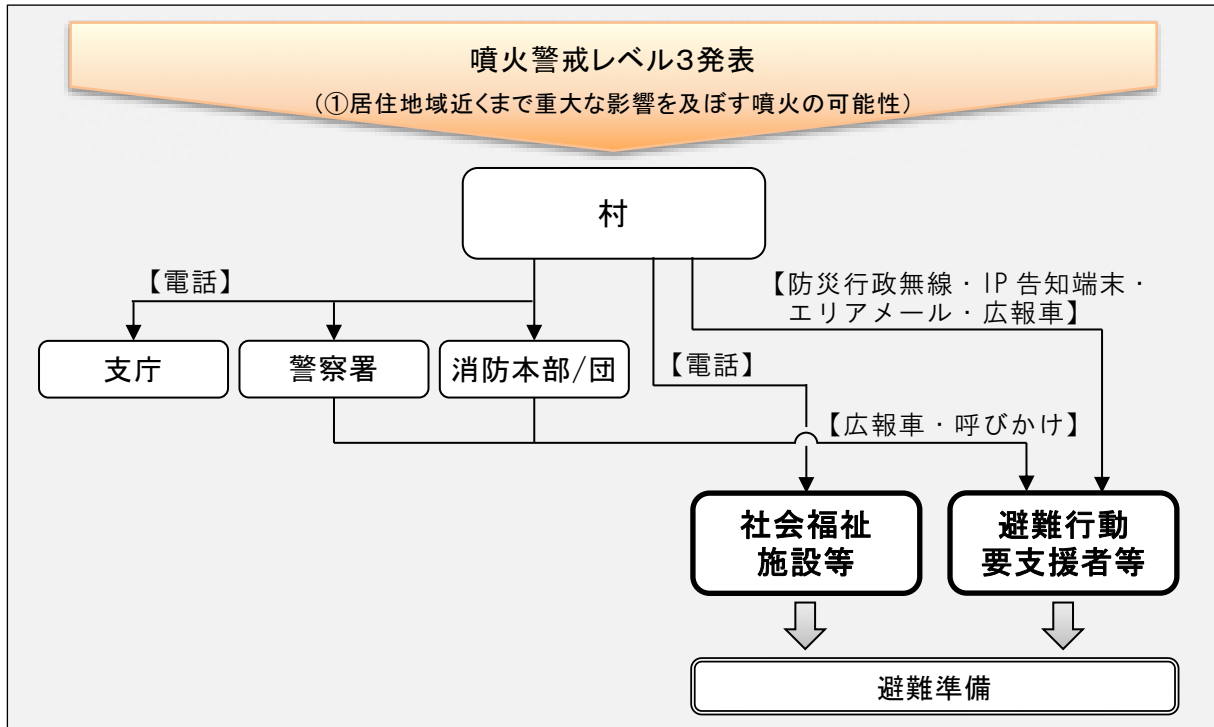 噴火警戒レベル3発表
(①居住地域近くまで重大な影響を及ぼす噴火の可能性)
村
【電話】
【防災行政無線・IP告知端末・
エリアメール・広報車】
支庁
警察署
消防本部/団
【電話】
【広報車・呼びかけ】
社会福祉
施設等
避難行動
要支援者等
避難準備